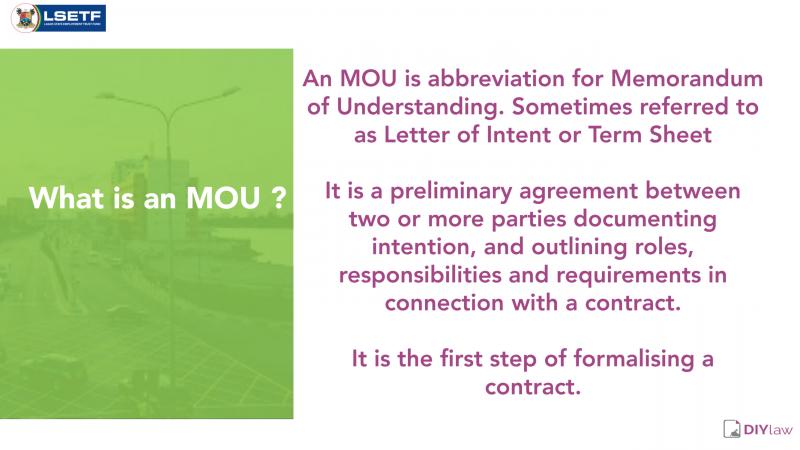 LSETF
LAGOS STATE EMPLOYMENT TRUST FUND
What is an MOU ?
An MOU is abbreviation for Memorandum
of Understanding. Sometimes referred to
as Letter of Intent or Term Sheet
It is a preliminary agreement between
two or more parties documenting
intention, and outlining roles,
responsibilities and requirements in
connection with a contract.
It is the first step of formalising a
contract.
DIYlaw